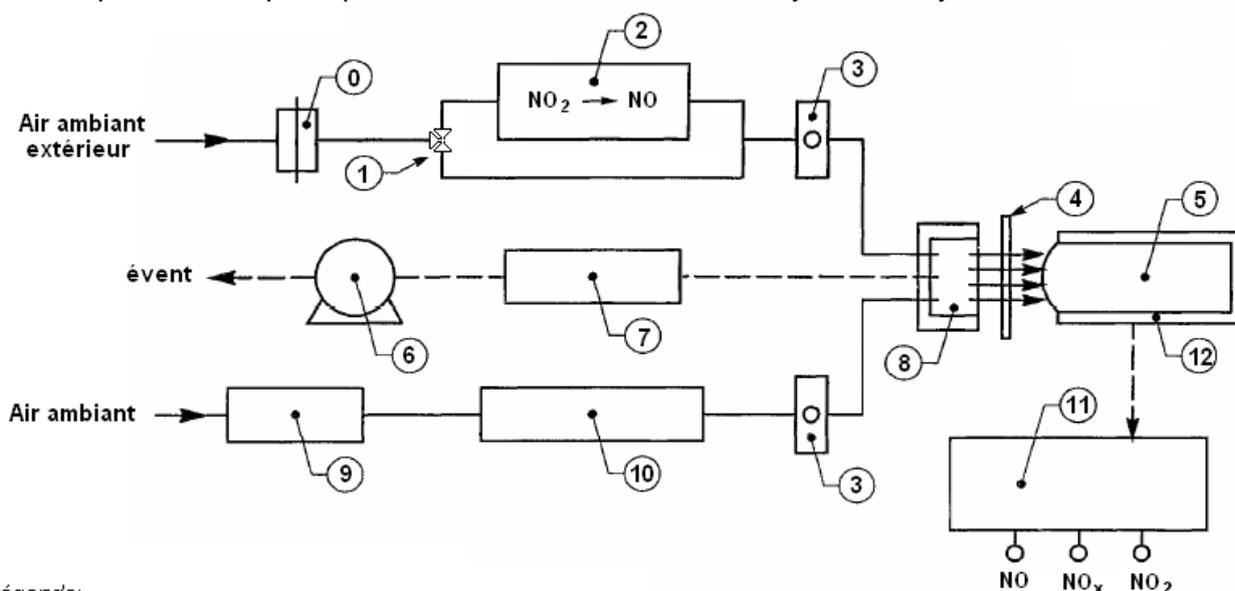 0
2
3
NO₂ → NO
Air ambiant
extérieur
1
4
5
évent
6
7
8
12
Air ambiant
9
10
3
11
NO
NOₓ
NO₂